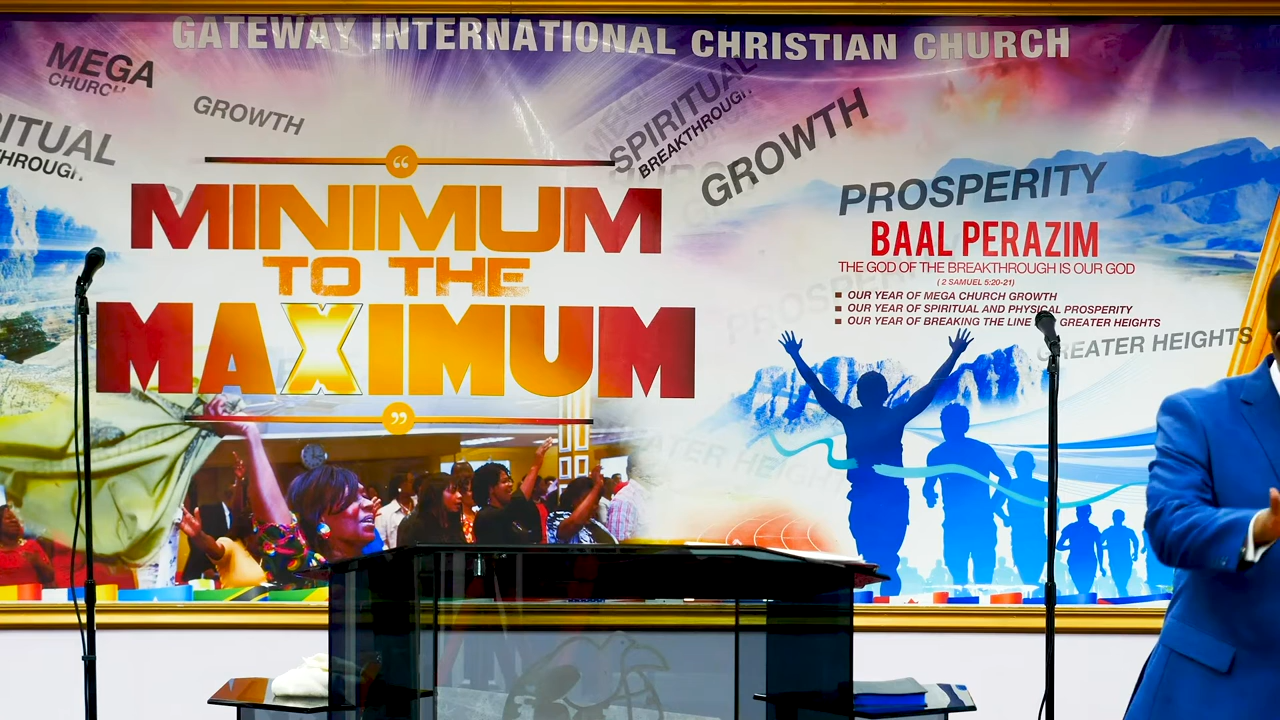 GATEWAY INTERNATIONAL CHRISTIAN CHURCH
MEGA
CHURCH
GROWTH
SPIRITUAL
BREAKTHROUGH
GROWTH
PROSPERITY
“
MINIMUM
TO THE
MAXIMUM
”
BAAL PERAZIM
THE GOD OF THE BREAKTHROUGH IS OUR GOD
( 2 SAMUEL 5:20-21)
OUR YEAR OF MEGA CHURCH GROWTH
OUR YEAR OF SPIRITUAL AND PHYSICAL PROSPERITY
OUR YEAR OF BREAKING THE LINE GREATER HEIGHTS
GREATER HEIGHTS